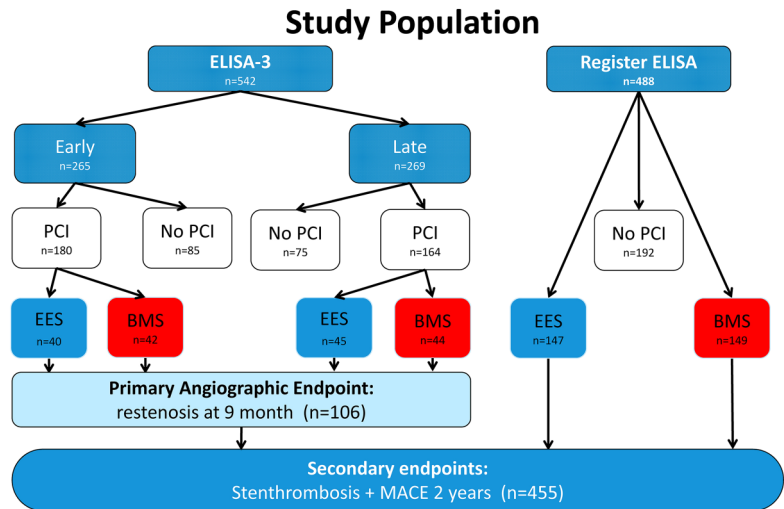 Study Population
ELISA-3
n=542
Register ELISA
n=488
Early
n=265
Late
n=269
PCI
n=180
No PCI
n=85
No PCI
n=75
PCI
n=164
No PCI
n=192
EES
n=40
BMS
n=42
EES
n=45
BMS
n=44
EES
n=147
BMS
n=149
Primary Angiographic Endpoint:
restenosis at 9 month (n=106)
Secondary endpoints:
Stenthrombosis + MACE 2 years (n=455)